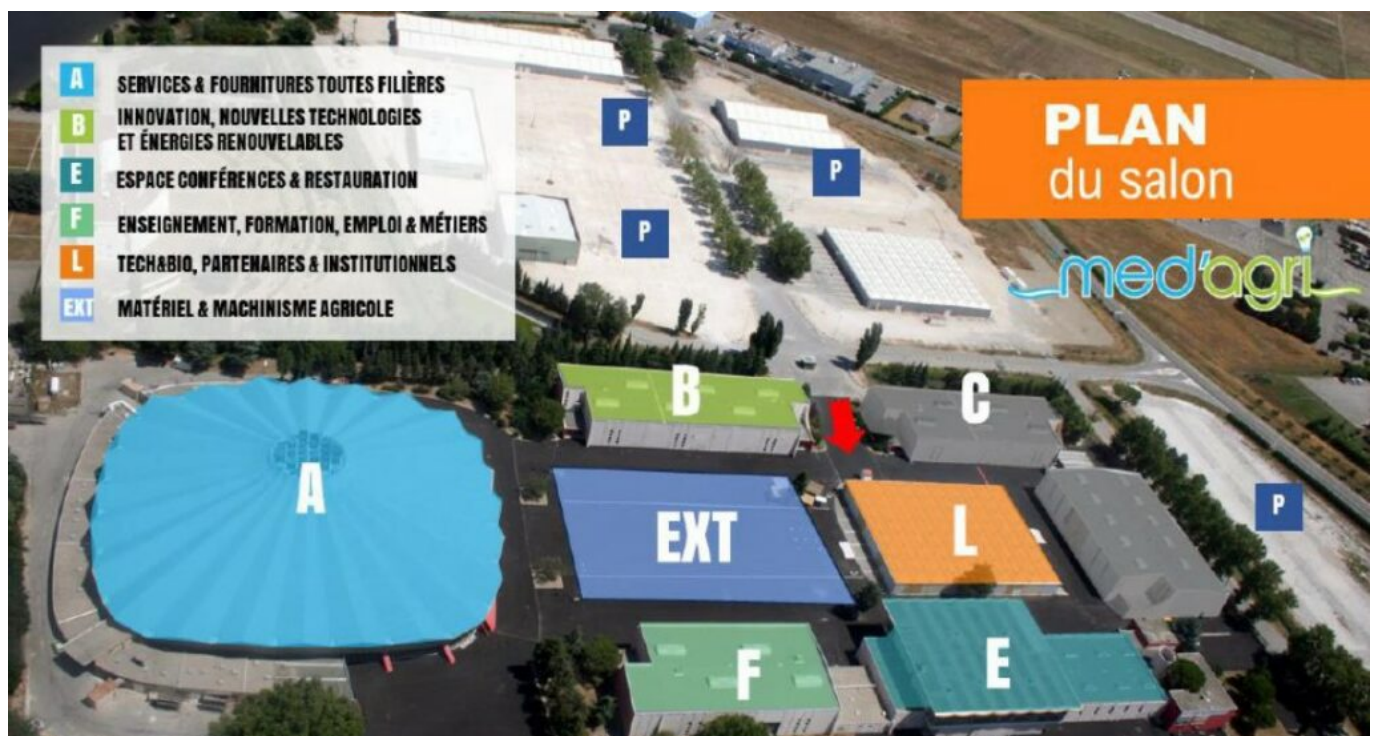 A SERVICES & FOURNITURES TOUTES FILIÈRES
B INNOVATION, NOUVELLES TECHNOLOGIES
ET ÉNERGIES RENOUVELABLES
E ESPACE CONFÉRENCES & RESTAURATION
F ENSEIGNEMENT, FORMATION, EMPLOI & MÉTIERS
L TECH&BIO, PARTENAIRES & INSTITUTIONNELS
EXT MATÉRIEL & MACHINISME AGRICOLE
PLAN
du salon
med'agri
P
P
P
B
C
A
EXT
L
P
F
E